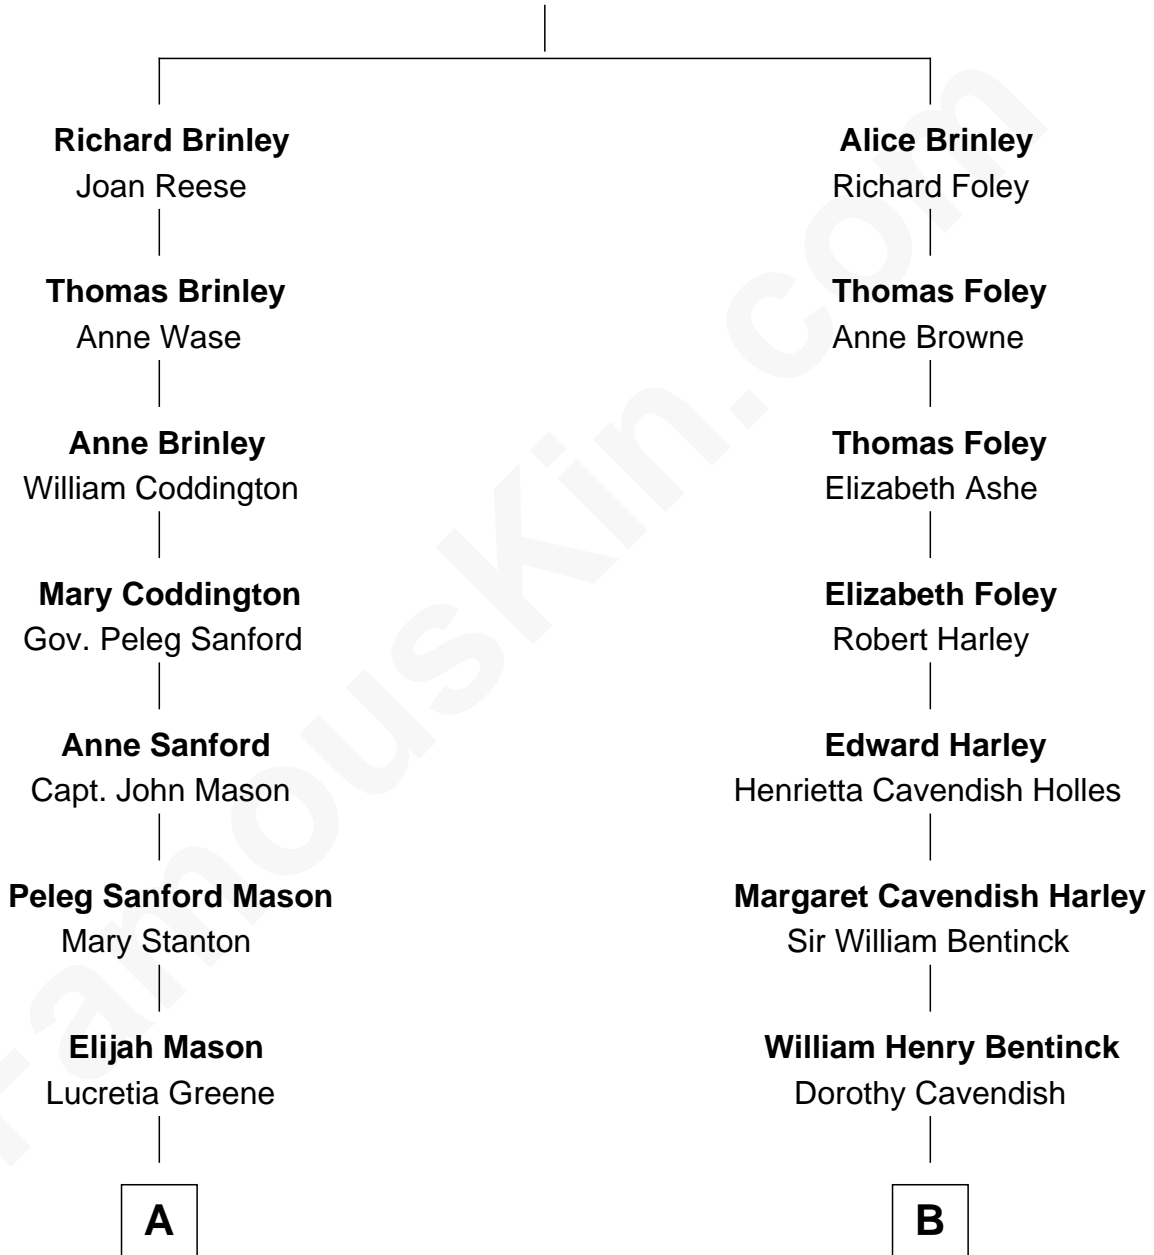 Richard Brinley
Joan Reese
Thomas Brinley
Anne Wase
Anne Brinley
William Coddington
Mary Coddington
Gov. Peleg Sanford
Anne Sanford
Capt. John Mason
Peleg Sanford Mason
Mary Stanton
Elijah Mason
Lucretia Greene
A
Alice Brinley
Richard Foley
Thomas Foley
Anne Browne
Thomas Foley
Elizabeth Ashe
Elizabeth Foley
Robert Harley
Edward Harley
Henrietta Cavendish Holles
Margaret Cavendish Harley
Sir William Bentinck
William Henry Bentinck
Dorothy Cavendish
B
FamousKin.com